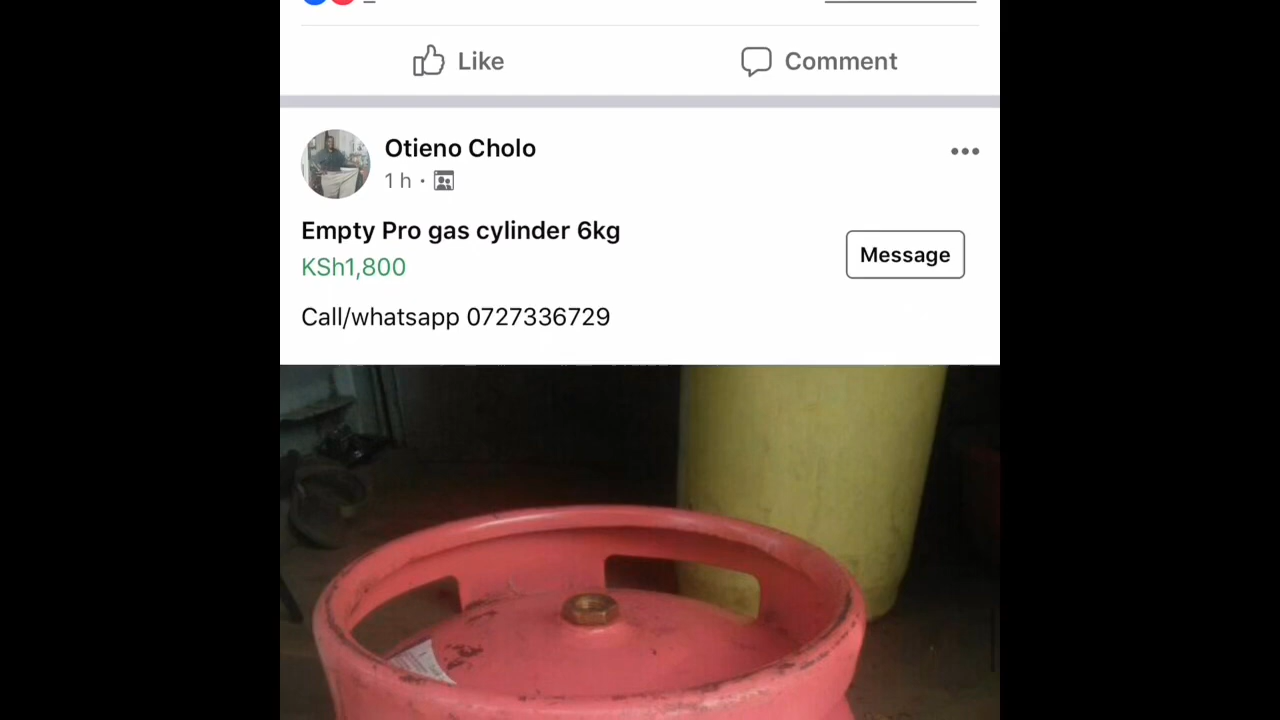 Like
Comment
Otieno Cholo
1 h ·
Empty Pro gas cylinder 6kg
KSh1,800
Message
Call/whatsapp 0727336729